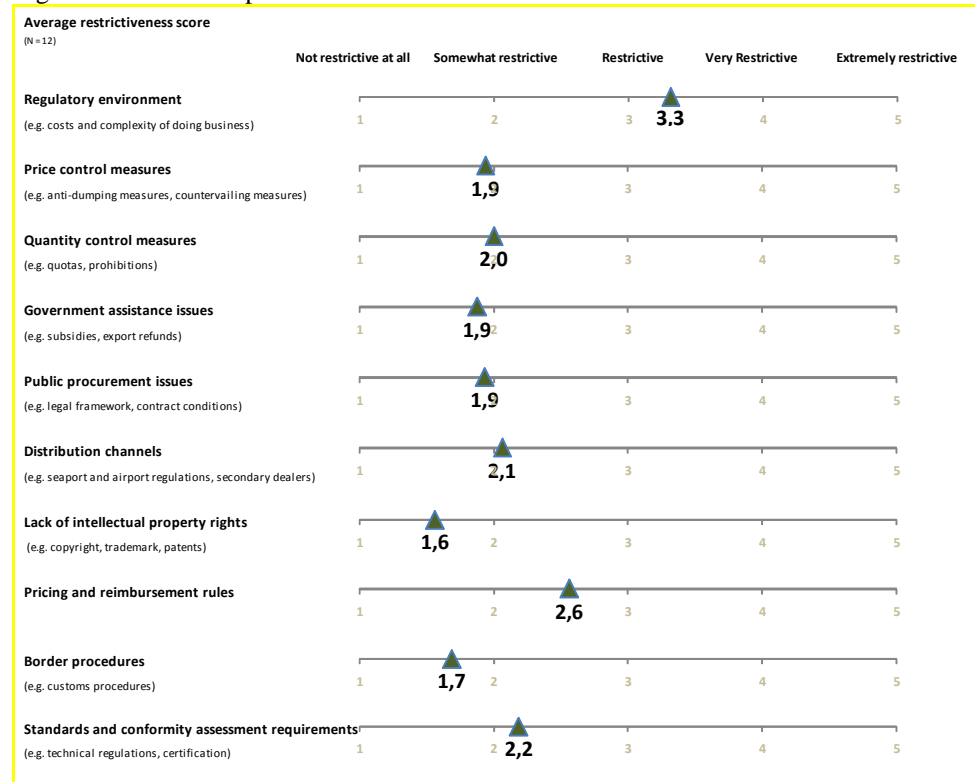 Average restrictiveness score
(N = 12)
Not restrictive at all Somewhat restrictive Restrictive Very Restrictive Extremely restrictive
Regulatory environment
(e.g. costs and complexity of doing business)
1 2 3 4 5
3,3
Price control measures
(e.g. anti-dumping measures, countervailing measures)
1 2 3 4 5
1,9
Quantity control measures
(e.g. quotas, prohibitions)
1 2 3 4 5
2,0
Government assistance issues
(e.g. subsidies, export refunds)
1 2 3 4 5
1,9
Public procurement issues
(e.g. legal framework, contract conditions)
1 2 3 4 5
1,9
Distribution channels
(e.g. seaport and airport regulations, secondary dealers)
1 2 3 4 5
2,1
Lack of intellectual property rights
(e.g. copyright, trademark, patents)
1 2 3 4 5
1,6
Pricing and reimbursement rules
1 2 3 4 5
2,6
Border procedures
(e.g. customs procedures)
1 2 3 4 5
1,7
Standards and conformity assessment requirements
(e.g. technical regulations, certification)
1 2 3 4 5
2,2